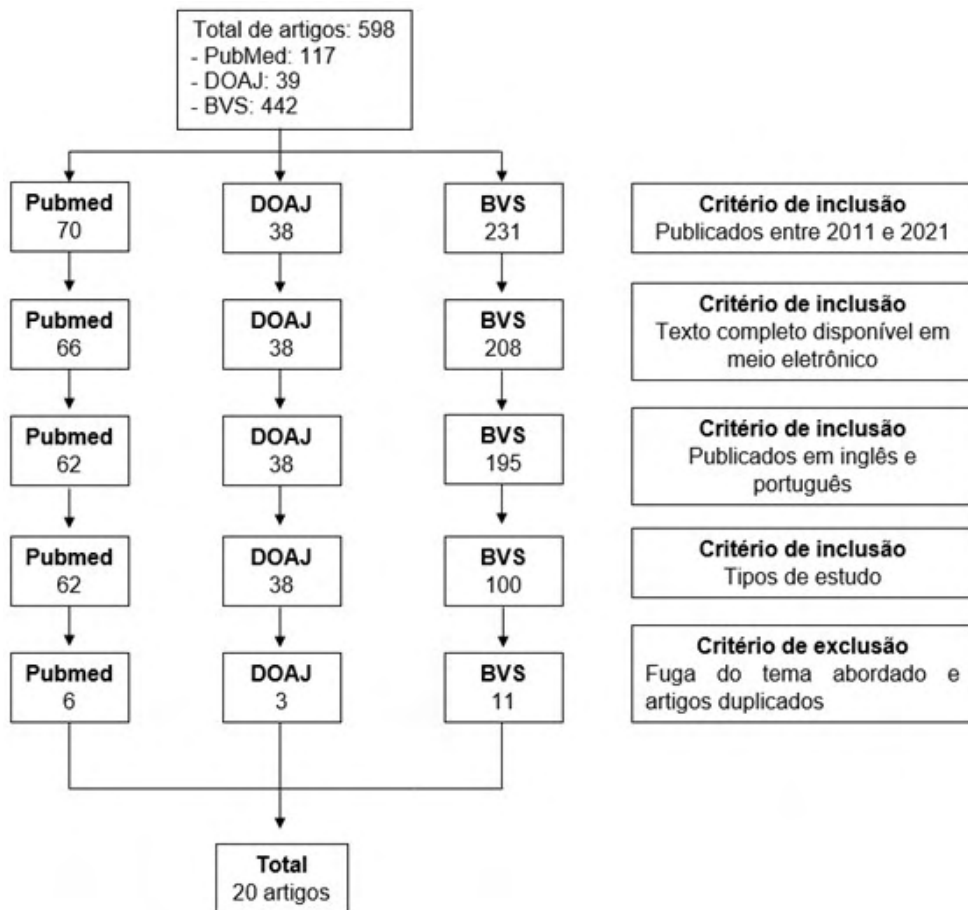 Total de artigos: 598
- PubMed: 117
- DOAJ: 39
- BVS: 442
Pubmed
70
DOAJ
38
BVS
231
Critério de inclusão
Publicados entre 2011 e 2021
Pubmed
66
DOAJ
38
BVS
208
Critério de inclusão
Texto completo disponível em
meio eletrônico
Pubmed
62
DOAJ
38
BVS
195
Critério de inclusão
Publicados em inglês e
português
Pubmed
62
DOAJ
38
BVS
100
Critério de inclusão
Tipos de estudo
Pubmed
6
DOAJ
3
BVS
11
Critério de exclusão
Fuga do tema abordado e
artigos duplicados
Total
20 artigos